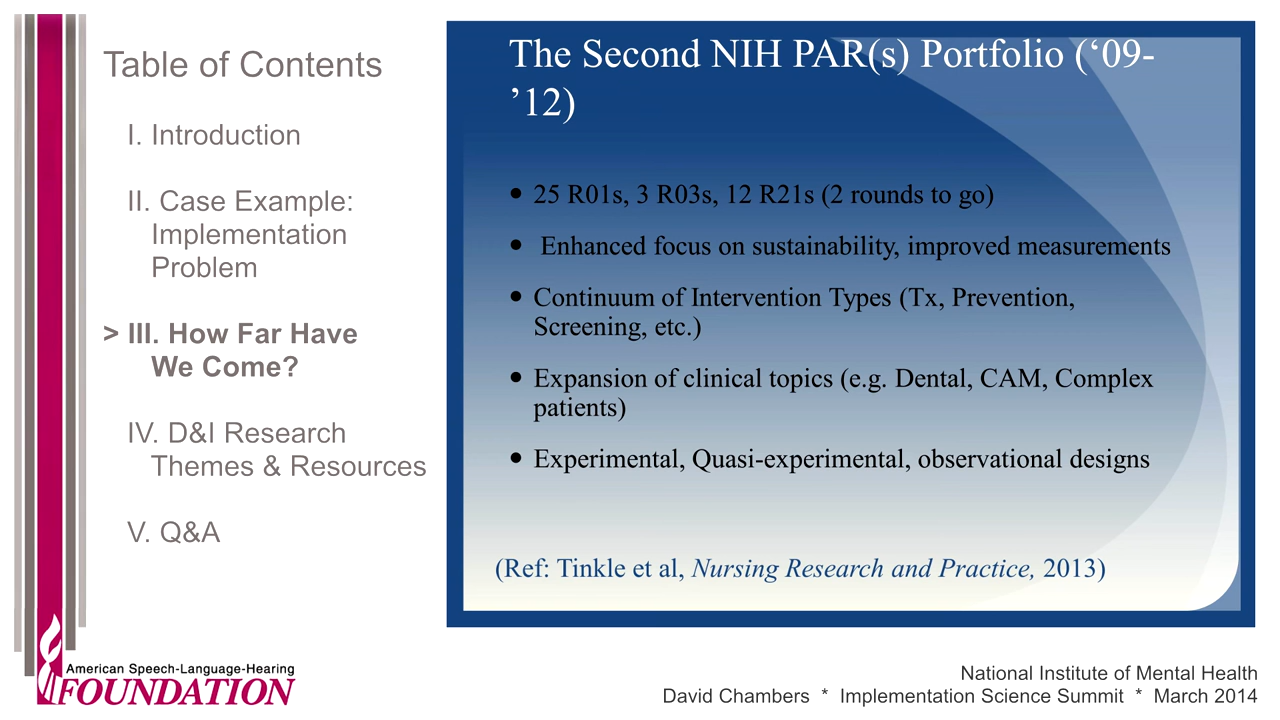 Table of Contents
I. Introduction
II. Case Example:
Implementation
Problem
> III. How Far Have
We Come?
IV. D&I Research
Themes & Resources
V. Q&A
American Speech-Language-Hearing
FOUNDATION
The Second NIH PAR(s) Portfolio (‘09-
’12)
• 25 R01s, 3 R03s, 12 R21s (2 rounds to go)
• Enhanced focus on sustainability, improved measurements
• Continuum of Intervention Types (Tx, Prevention,
Screening, etc.)
• Expansion of clinical topics (e.g. Dental, CAM, Complex
patients)
• Experimental, Quasi-experimental, observational designs
(Ref: Tinkle et al, Nursing Research and Practice, 2013)
National Institute of Mental Health
David Chambers * Implementation Science Summit * March 2014